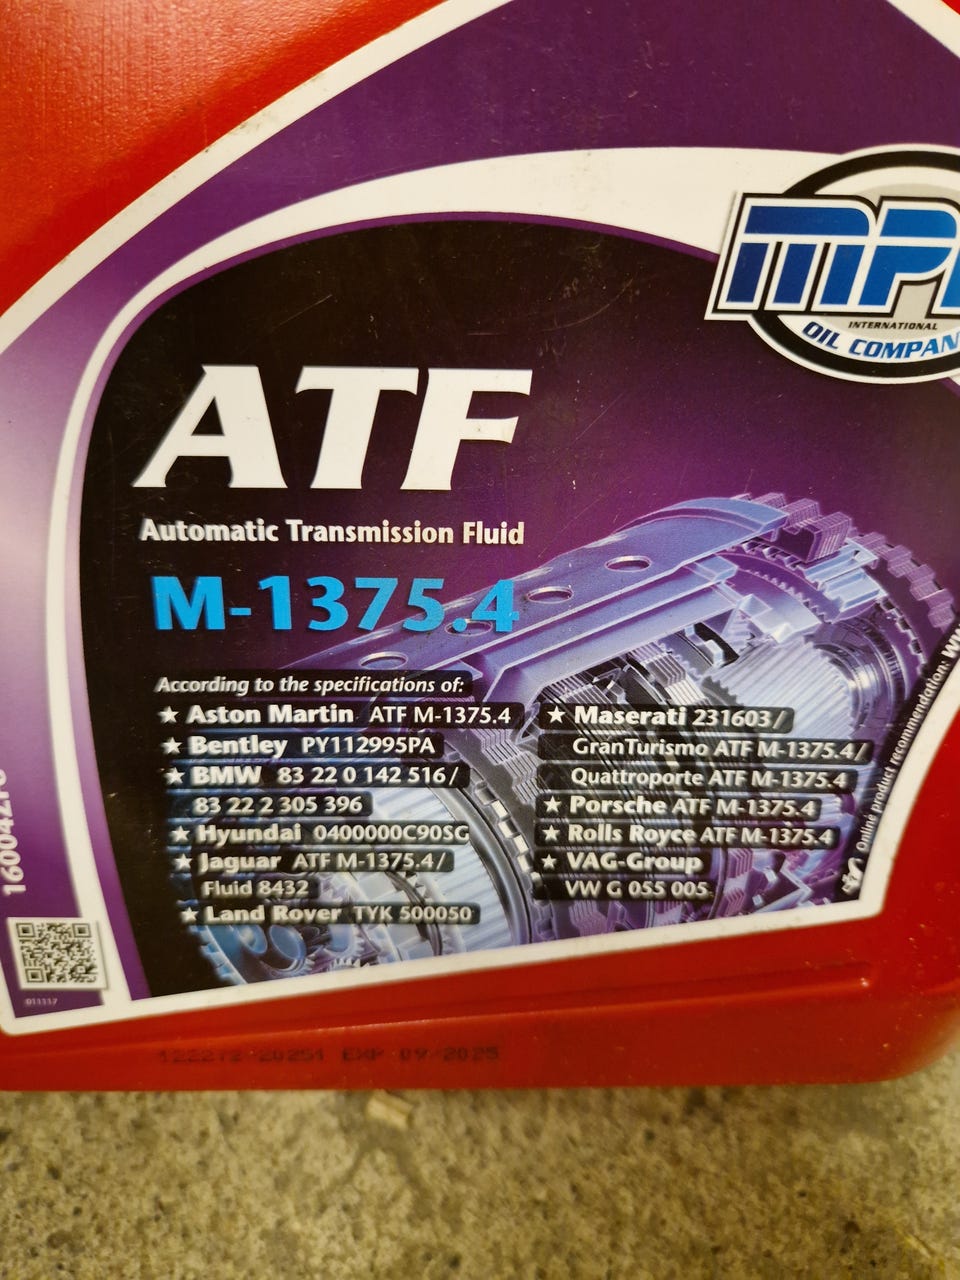 MPM
INTERNATIONAL
OIL COMPANY
ATF
Automatic Transmission Fluid
M-1375.4
According to the specifications of:
★ Aston Martin ATF M-1375.4
★ Bentley PY112995PA
★ BMW 83 22 0 142 516 /
83 22 2 305 396
★ Hyundai 0400000C90SG
★ Jaguar ATF M-1375.4 /
Fluid 8432
★ Land Rover TYK 500050
★ Maserati 231603 /
GranTurismo ATF M-1375.4 /
Quattroporte ATF M-1375.4
★ Porsche ATF M-1375.4
★ Rolls Royce ATF M-1375.4
★ VAG-Group
VW G 055 005
Online product recommendation:
011117
122272 20251 EXP 09/2025